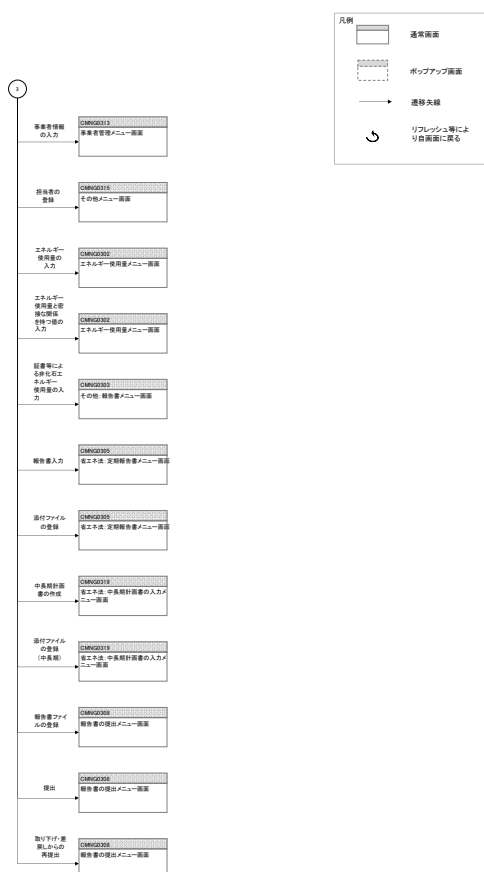 凡例
通常画面
ポップアップ画面
遷移矢線
リフレッシュ等によ
り自画面に戻る
3
事業者情報
の入力
CMNG0313
事業者管理メニュー画面
担当者の
登録
CMNG0315
その他メニュー画面
エネルギー
使用量の
入力
CMNG0302
エネルギー使用量メニュー画面
エネルギー
使用量と密
接な関係
を持つ値の
入力
CMNG0302
エネルギー使用量メニュー画面
証書等によ
る非化石エ
ネルギー
使用量の入
力
CMNG0303
その他:報告書メニュー画面
報告書入力
CMNG0305
省エネ法:定期報告書メニュー画面
添付ファイル
の登録
CMNG0305
省エネ法:定期報告書メニュー画面
中長期計画
書の作成
CMNG0319
省エネ法:中長期計画書の入力メ
ニュー画面
添付ファイル
の登録
(中長期)
CMNG0319
省エネ法:中長期計画書の入力メ
ニュー画面
報告書ファイ
ルの登録
CMNG0308
報告書の提出メニュー画面
提出
CMNG0308
報告書の提出メニュー画面
取り下げ・差
戻しからの
再提出
CMNG0308
報告書の提出メニュー画面